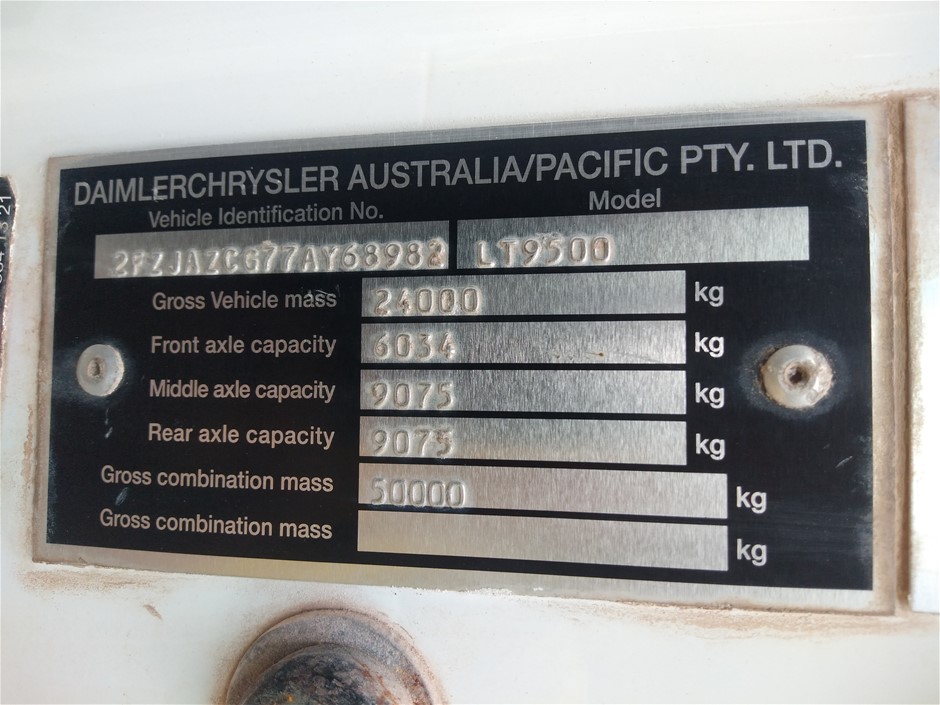 DAIMLERCHRYSLER AUSTRALIA/PACIFIC PTY. LTD.
Vehicle Identification No. Model
2FZJAZCG77AY68982 LT9500
Gross Vehicle mass 24000 kg
Front axle capacity 6034 kg
Middle axle capacity 9075 kg
Rear axle capacity 9075 kg
Gross combination mass 50000 kg
Gross combination mass kg